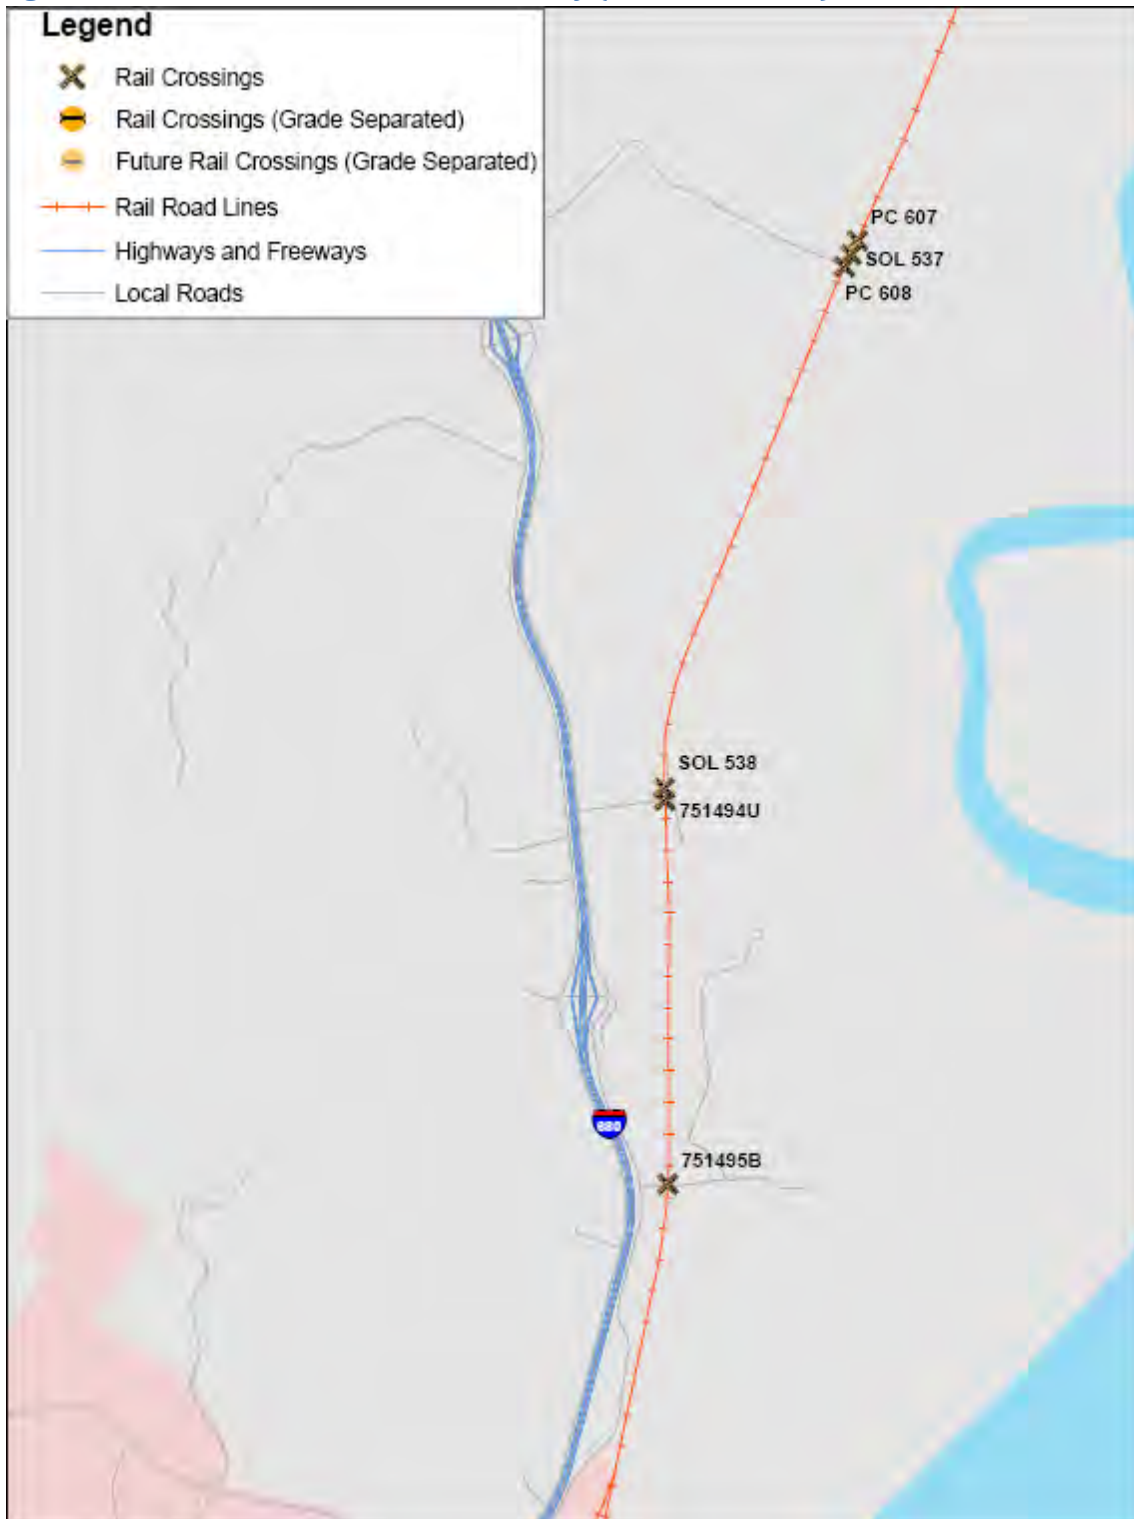 Legend
Rail Crossings
Rail Crossings (Grade Separated)
Future Rail Crossings (Grade Separated)
Rail Road Lines
Highways and Freeways
Local Roads
PC 607
SOL 537
PC 608
SOL 538
751494U
680
751495B